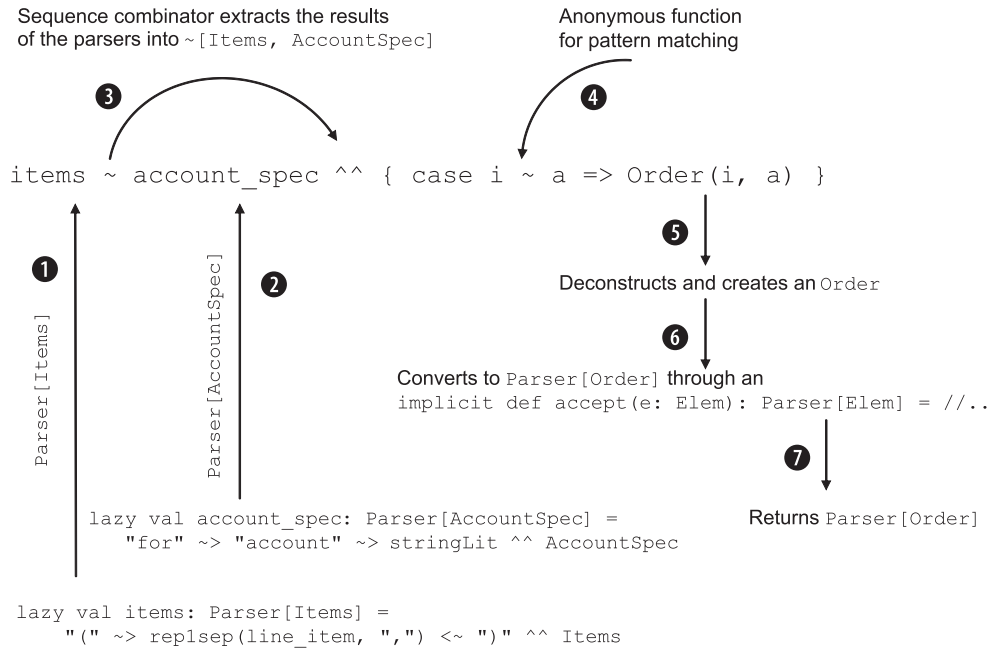 Sequence combinator extracts the results
of the parsers into ~[Items, AccountSpec]
Anonymous function
for pattern matching
3
4
items ~ account_spec ^^ { case i ~ a => Order(i, a) }
1
Parser[Items]
2
Parser[AccountSpec]
5
Deconstructs and creates an Order
6
Converts to Parser[Order] through an
implicit def accept(e: Elem): Parser[Elem] = //..
7
Returns Parser[Order]
lazy val account_spec: Parser[AccountSpec] =
"for" ~> "account" ~> stringLit ^^ AccountSpec
lazy val items: Parser[Items] =
"(" ~> rep1sep(line_item, ",") <~ ")" ^^ Items